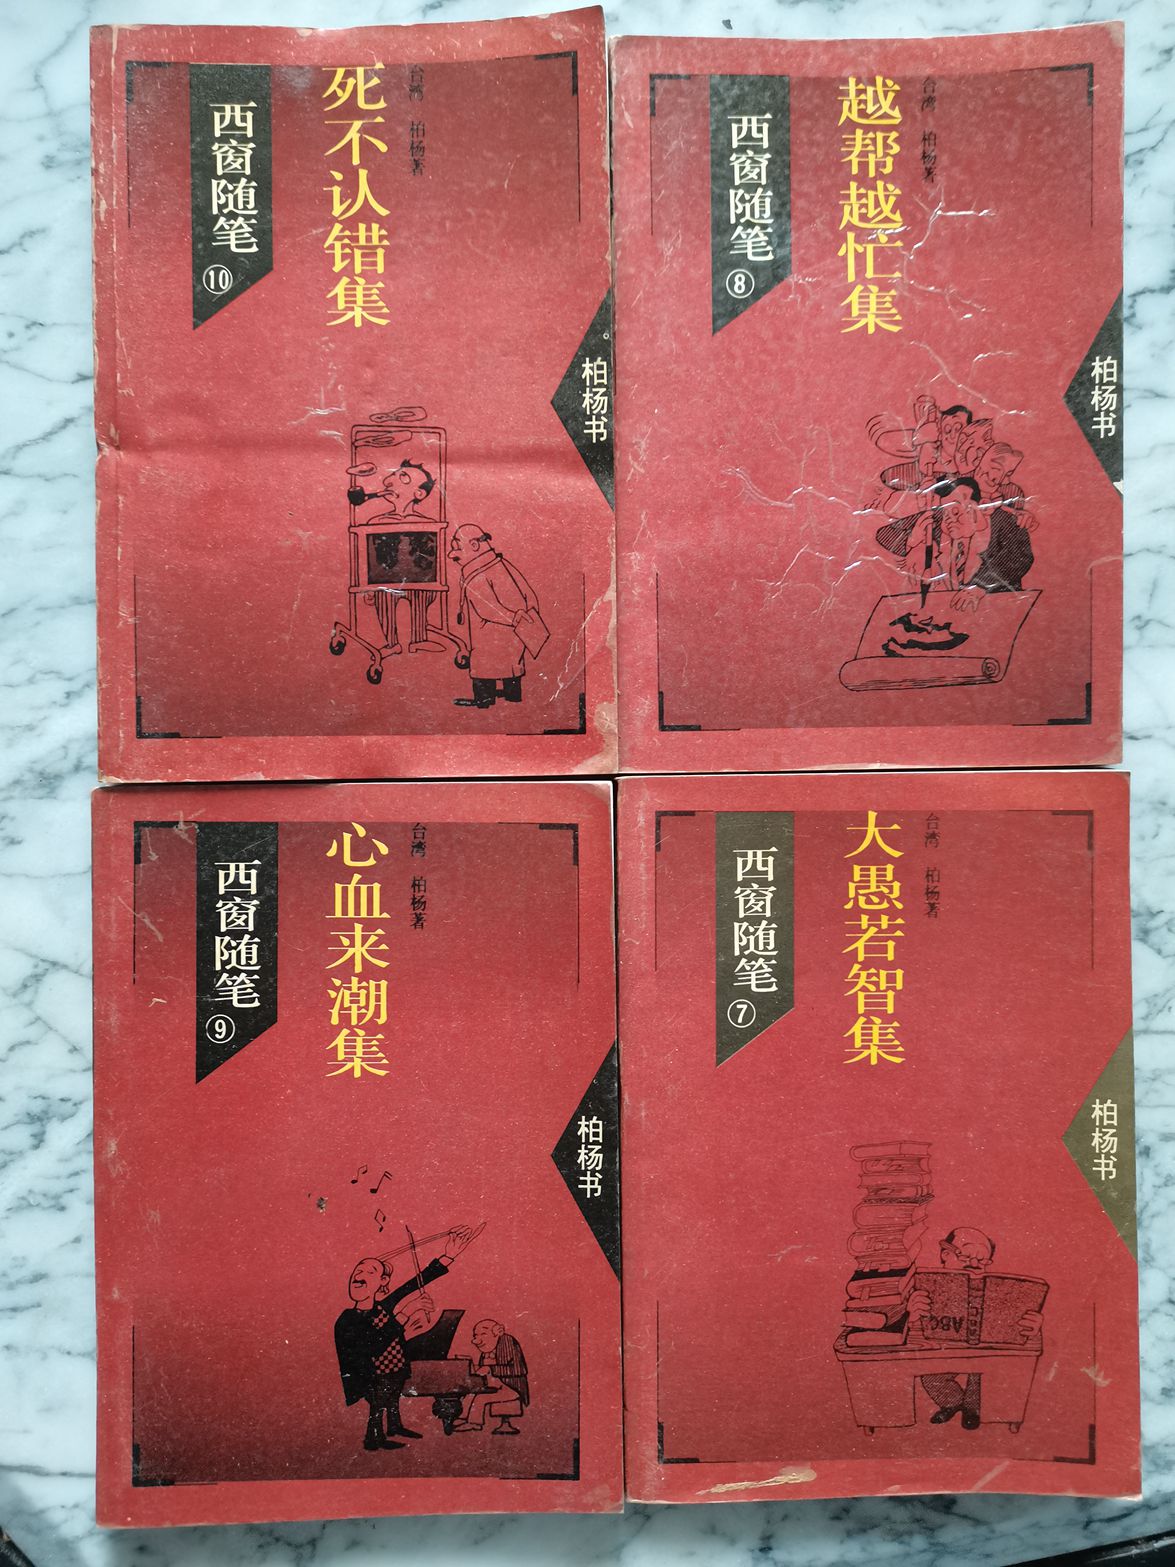 西窗随笔
⑩
死不认错集
台湾 柏杨著
柏杨书
西窗随笔
⑧
越帮越忙集
台湾 柏杨著
柏杨书
西窗随笔
⑨
心血来潮集
台湾 柏杨著
柏杨书
西窗随笔
⑦
大愚若智集
台湾 柏杨著
柏杨书
ABC